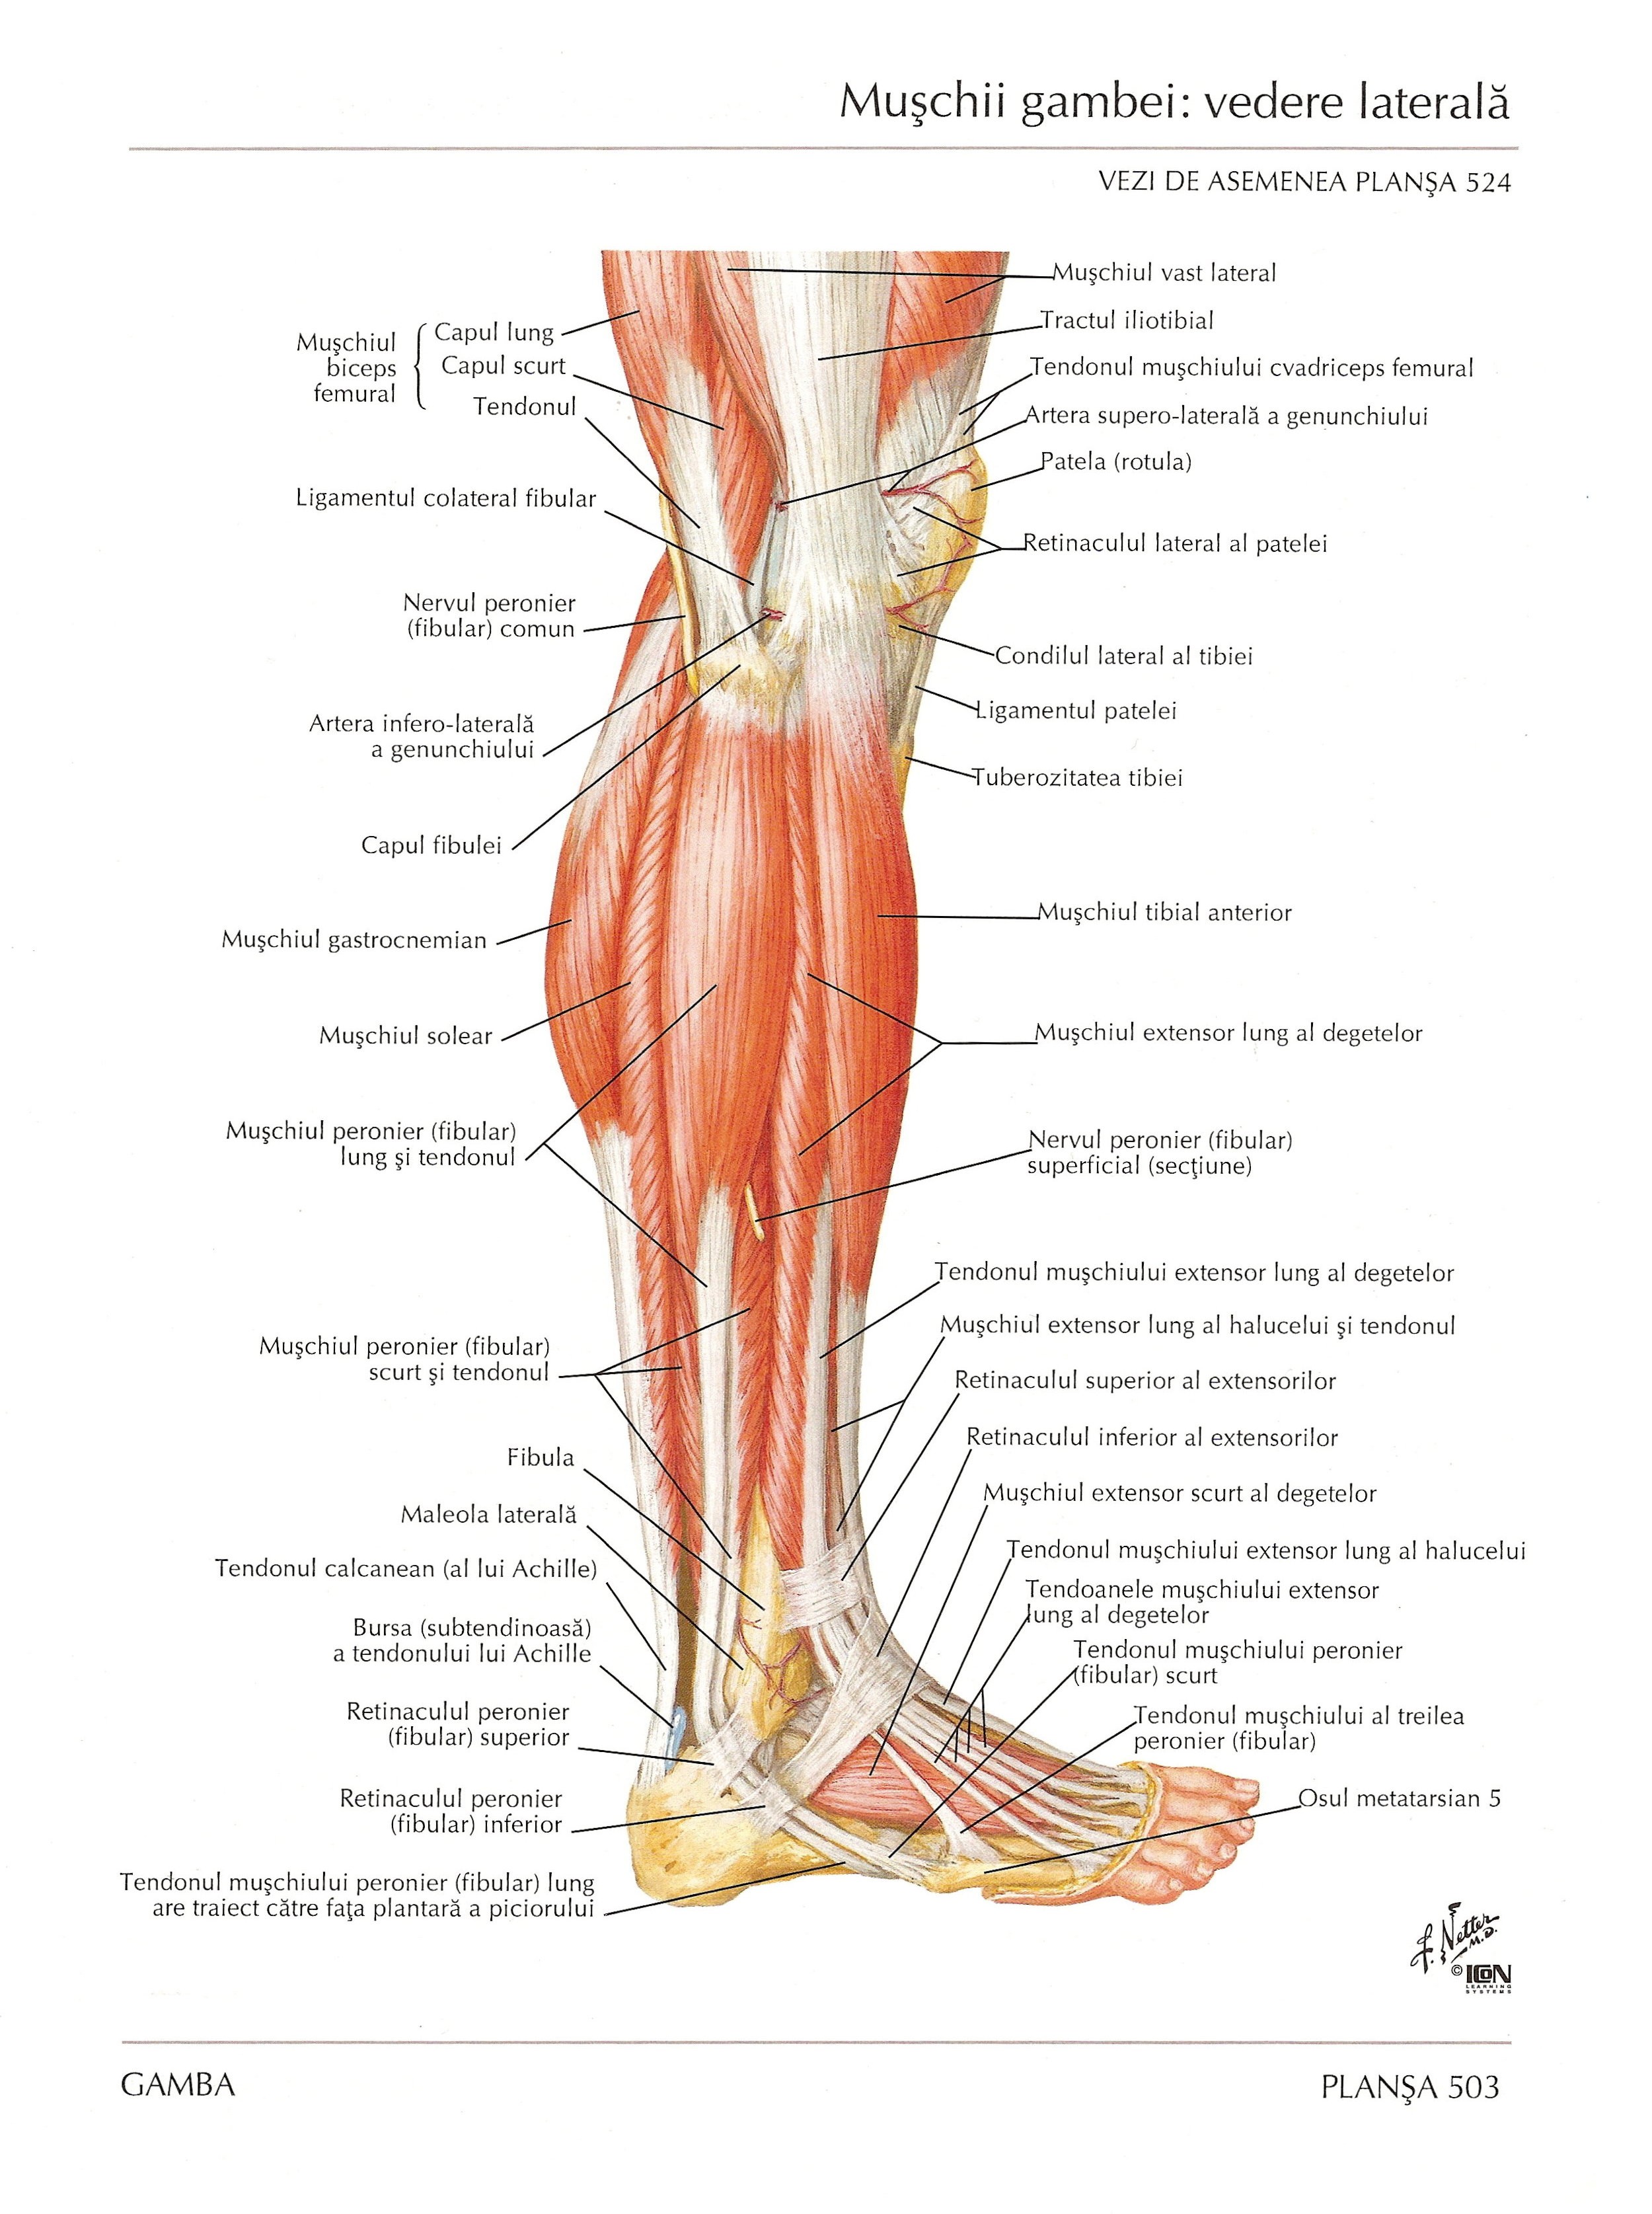 Muşchii gambei: vedere laterală
VEZI DE ASEMENEA PLANŞA 524
Muşchiul
biceps
femural
Capul lung
Capul scurt
Tendonul
Ligamentul colateral fibular
Nervul peronier
(fibular) comun
Artera infero-laterală
a genunchiului
Capul fibulei
Muşchiul gastrocnemian
Muşchiul solear
Muşchiul peronier (fibular)
lung şi tendonul
Muşchiul peronier (fibular)
scurt şi tendonul
Fibula
Maleola laterală
Tendonul calcanean (al lui Achille)
Bursa (subtendinoasă)
a tendonului lui Achille
Retinaculul peronier
(fibular) superior
Retinaculul peronier
(fibular) inferior
Tendonul muşchiului peronier (fibular) lung
are traiect către faţa plantară a piciorului
Muşchiul vast lateral
Tractul iliotibial
Tendonul muşchiului cvadriceps femural
Artera supero-laterală a genunchiului
Patela (rotula)
Retinaculul lateral al patelei
Condilul lateral al tibiei
Ligamentul patelei
Tuberozitatea tibiei
Muşchiul tibial anterior
Muşchiul extensor lung al degetelor
Nervul peronier (fibular)
superficial (secţiune)
Tendonul muşchiului extensor lung al degetelor
Muşchiul extensor lung al halucelui şi tendonul
Retinaculul superior al extensorilor
Retinaculul inferior al extensorilor
Muşchiul extensor scurt al degetelor
Tendonul muşchiului extensor lung al halucelui
Tendoanele muşchiului extensor
lung al degetelor
Tendonul muşchiului peronier
(fibular) scurt
Tendonul muşchiului al treilea
peronier (fibular)
Osul metatarsian 5
F. Netter
M.D.
© ICON
LEARNING
SYSTEMS
GAMBA
PLANŞA 503